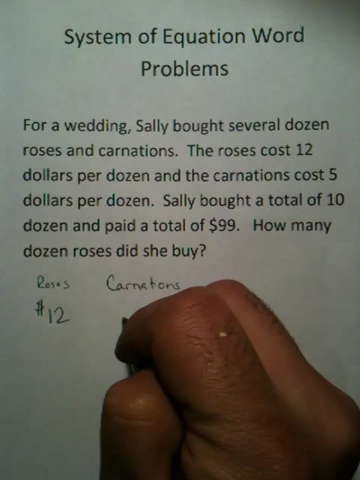 System of Equation Word
Problems
For a wedding, Sally bought several dozen
roses and carnations. The roses cost 12
dollars per dozen and the carnations cost 5
dollars per dozen. Sally bought a total of 10
dozen and paid a total of $99. How many
dozen roses did she buy?
Roses Carnatons
$12